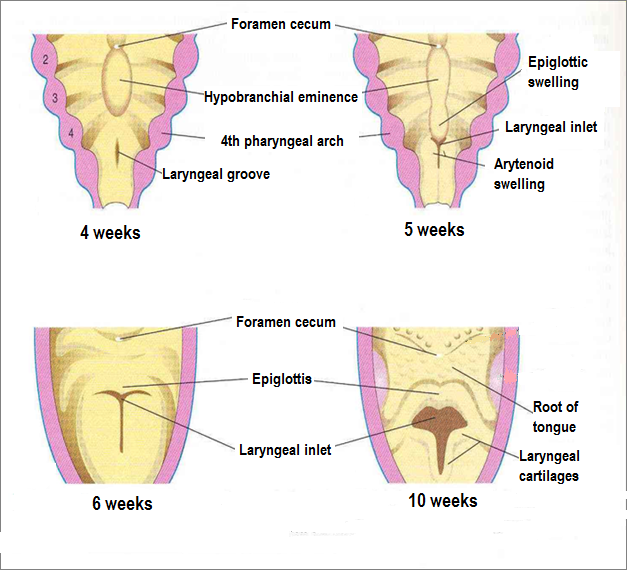 Foramen cecum
2
3
4
Hypobranchial eminence
4th pharyngeal arch
Laryngeal groove
4 weeks
Epiglottic
swelling
Laryngeal inlet
Arytenoid
swelling
5 weeks
Foramen cecum
Epiglottis
Laryngeal inlet
6 weeks
Root of
tongue
Laryngeal
cartilages
10 weeks